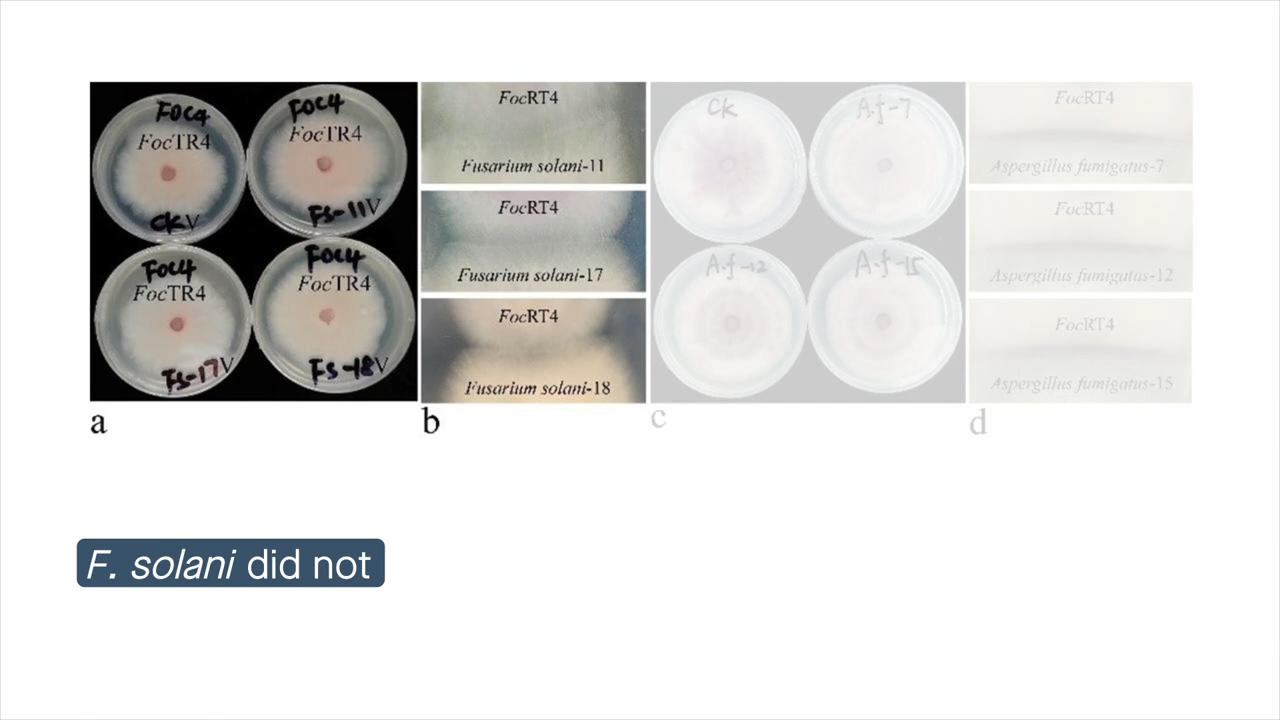 FOC4
FocTR4
CKV
FOC4
FocTR4
FS-11V
FOC4
FocTR4
FS-17V
FOC4
FocTR4
FS-18V
a
FocRT4
Fusarium solani-11
FocRT4
Fusarium solani-17
FocRT4
Fusarium solani-18
b
CK
A.f-7
A.f-12
A.f-15
c
FocRT4
Aspergillus fumigatus-7
FocRT4
Aspergillus fumigatus-12
FocRT4
Aspergillus fumigatus-15
d
F. solani did not